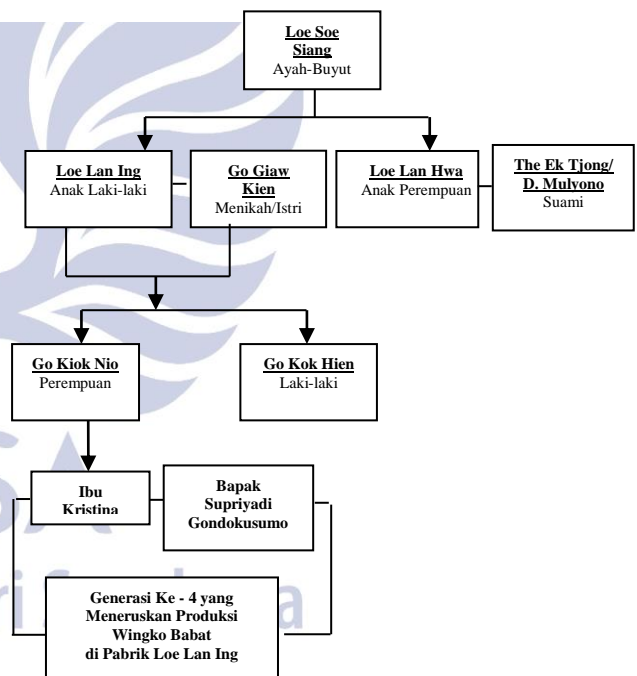 Loe Soe
Siang
Ayah-Buyut
Loe Lan Ing
Anak Laki-laki
Go Giaw
Kien
Menikah/Istri
Loe Lan Hwa
Anak Perempuan
The Ek Tjong/
D. Mulyono
Suami
Go Kiok Nio
Perempuan
Go Kok Hien
Laki-laki
Ibu
Kristina
Bapak
Supriyadi
Gondokusumo
Generasi Ke - 4 yang
Meneruskan Produksi
Wingko Babat
di Pabrik Loe Lan Ing